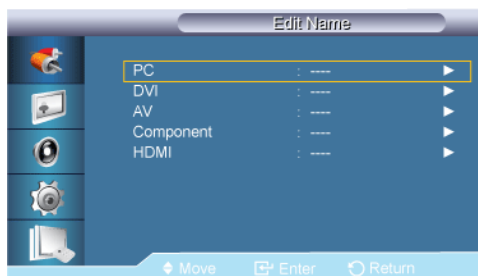 Edit Name
PC : ---- ►
DVI : ---- ►
AV : ---- ►
Component : ---- ►
HDMI : ---- ►
Move Enter Return